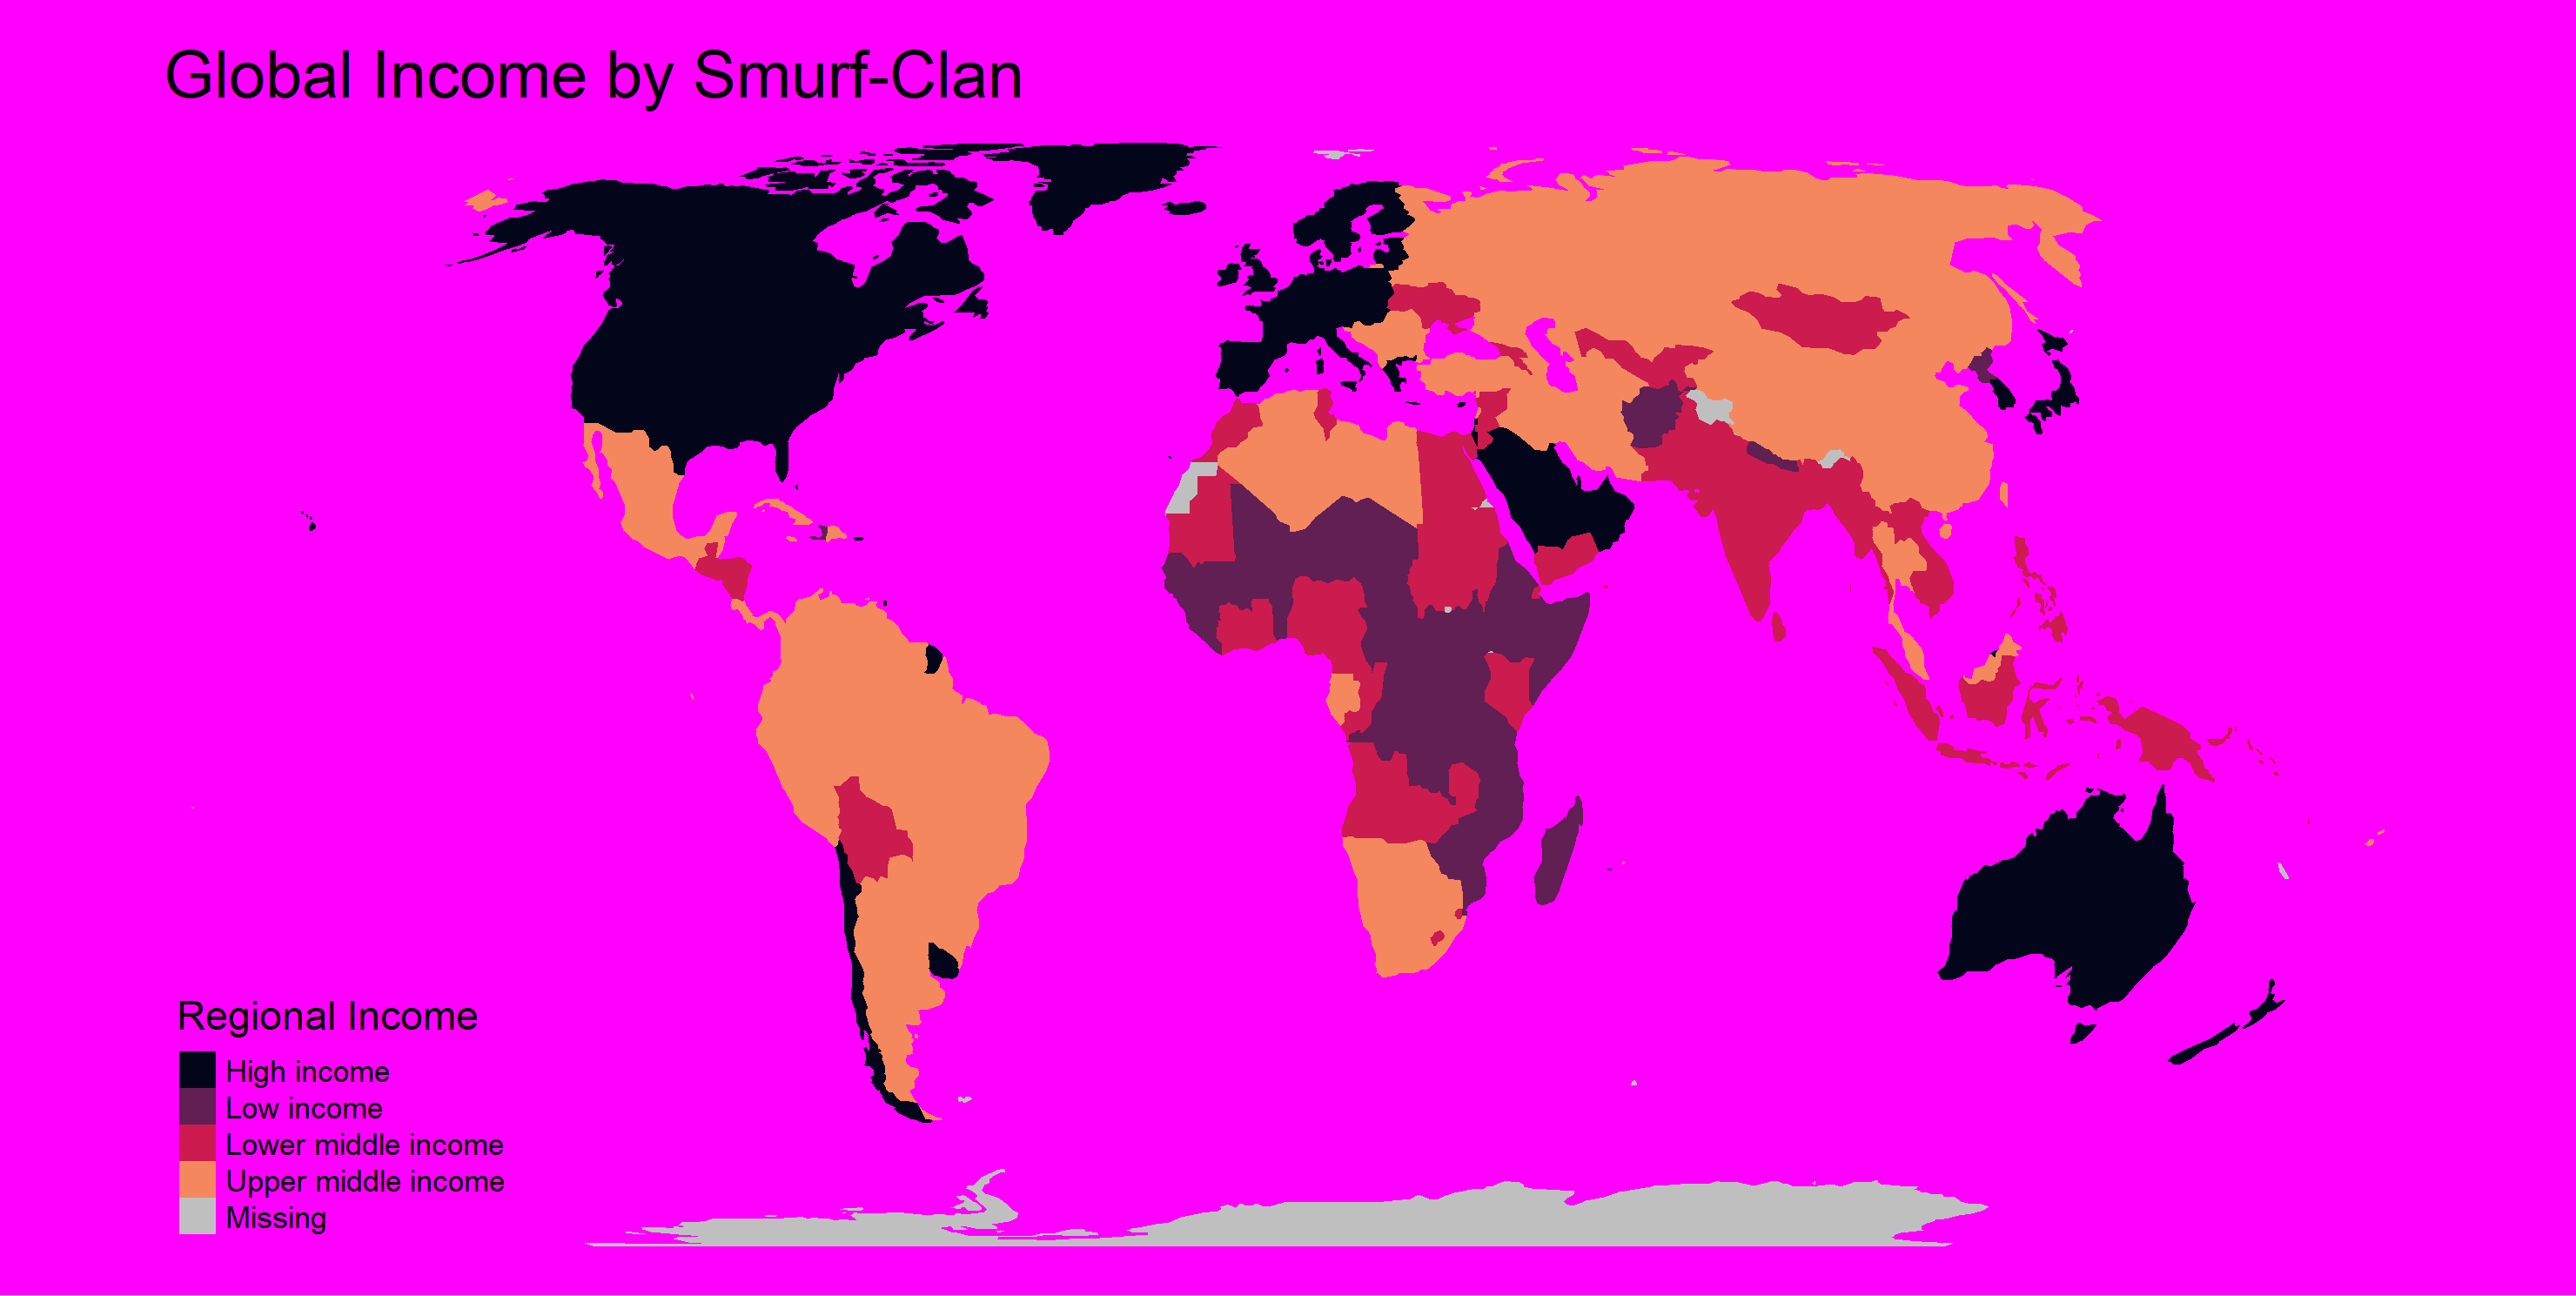 Global Income by Smurf-Clan
Regional Income
High income
Low income
Lower middle income
Upper middle income
Missing